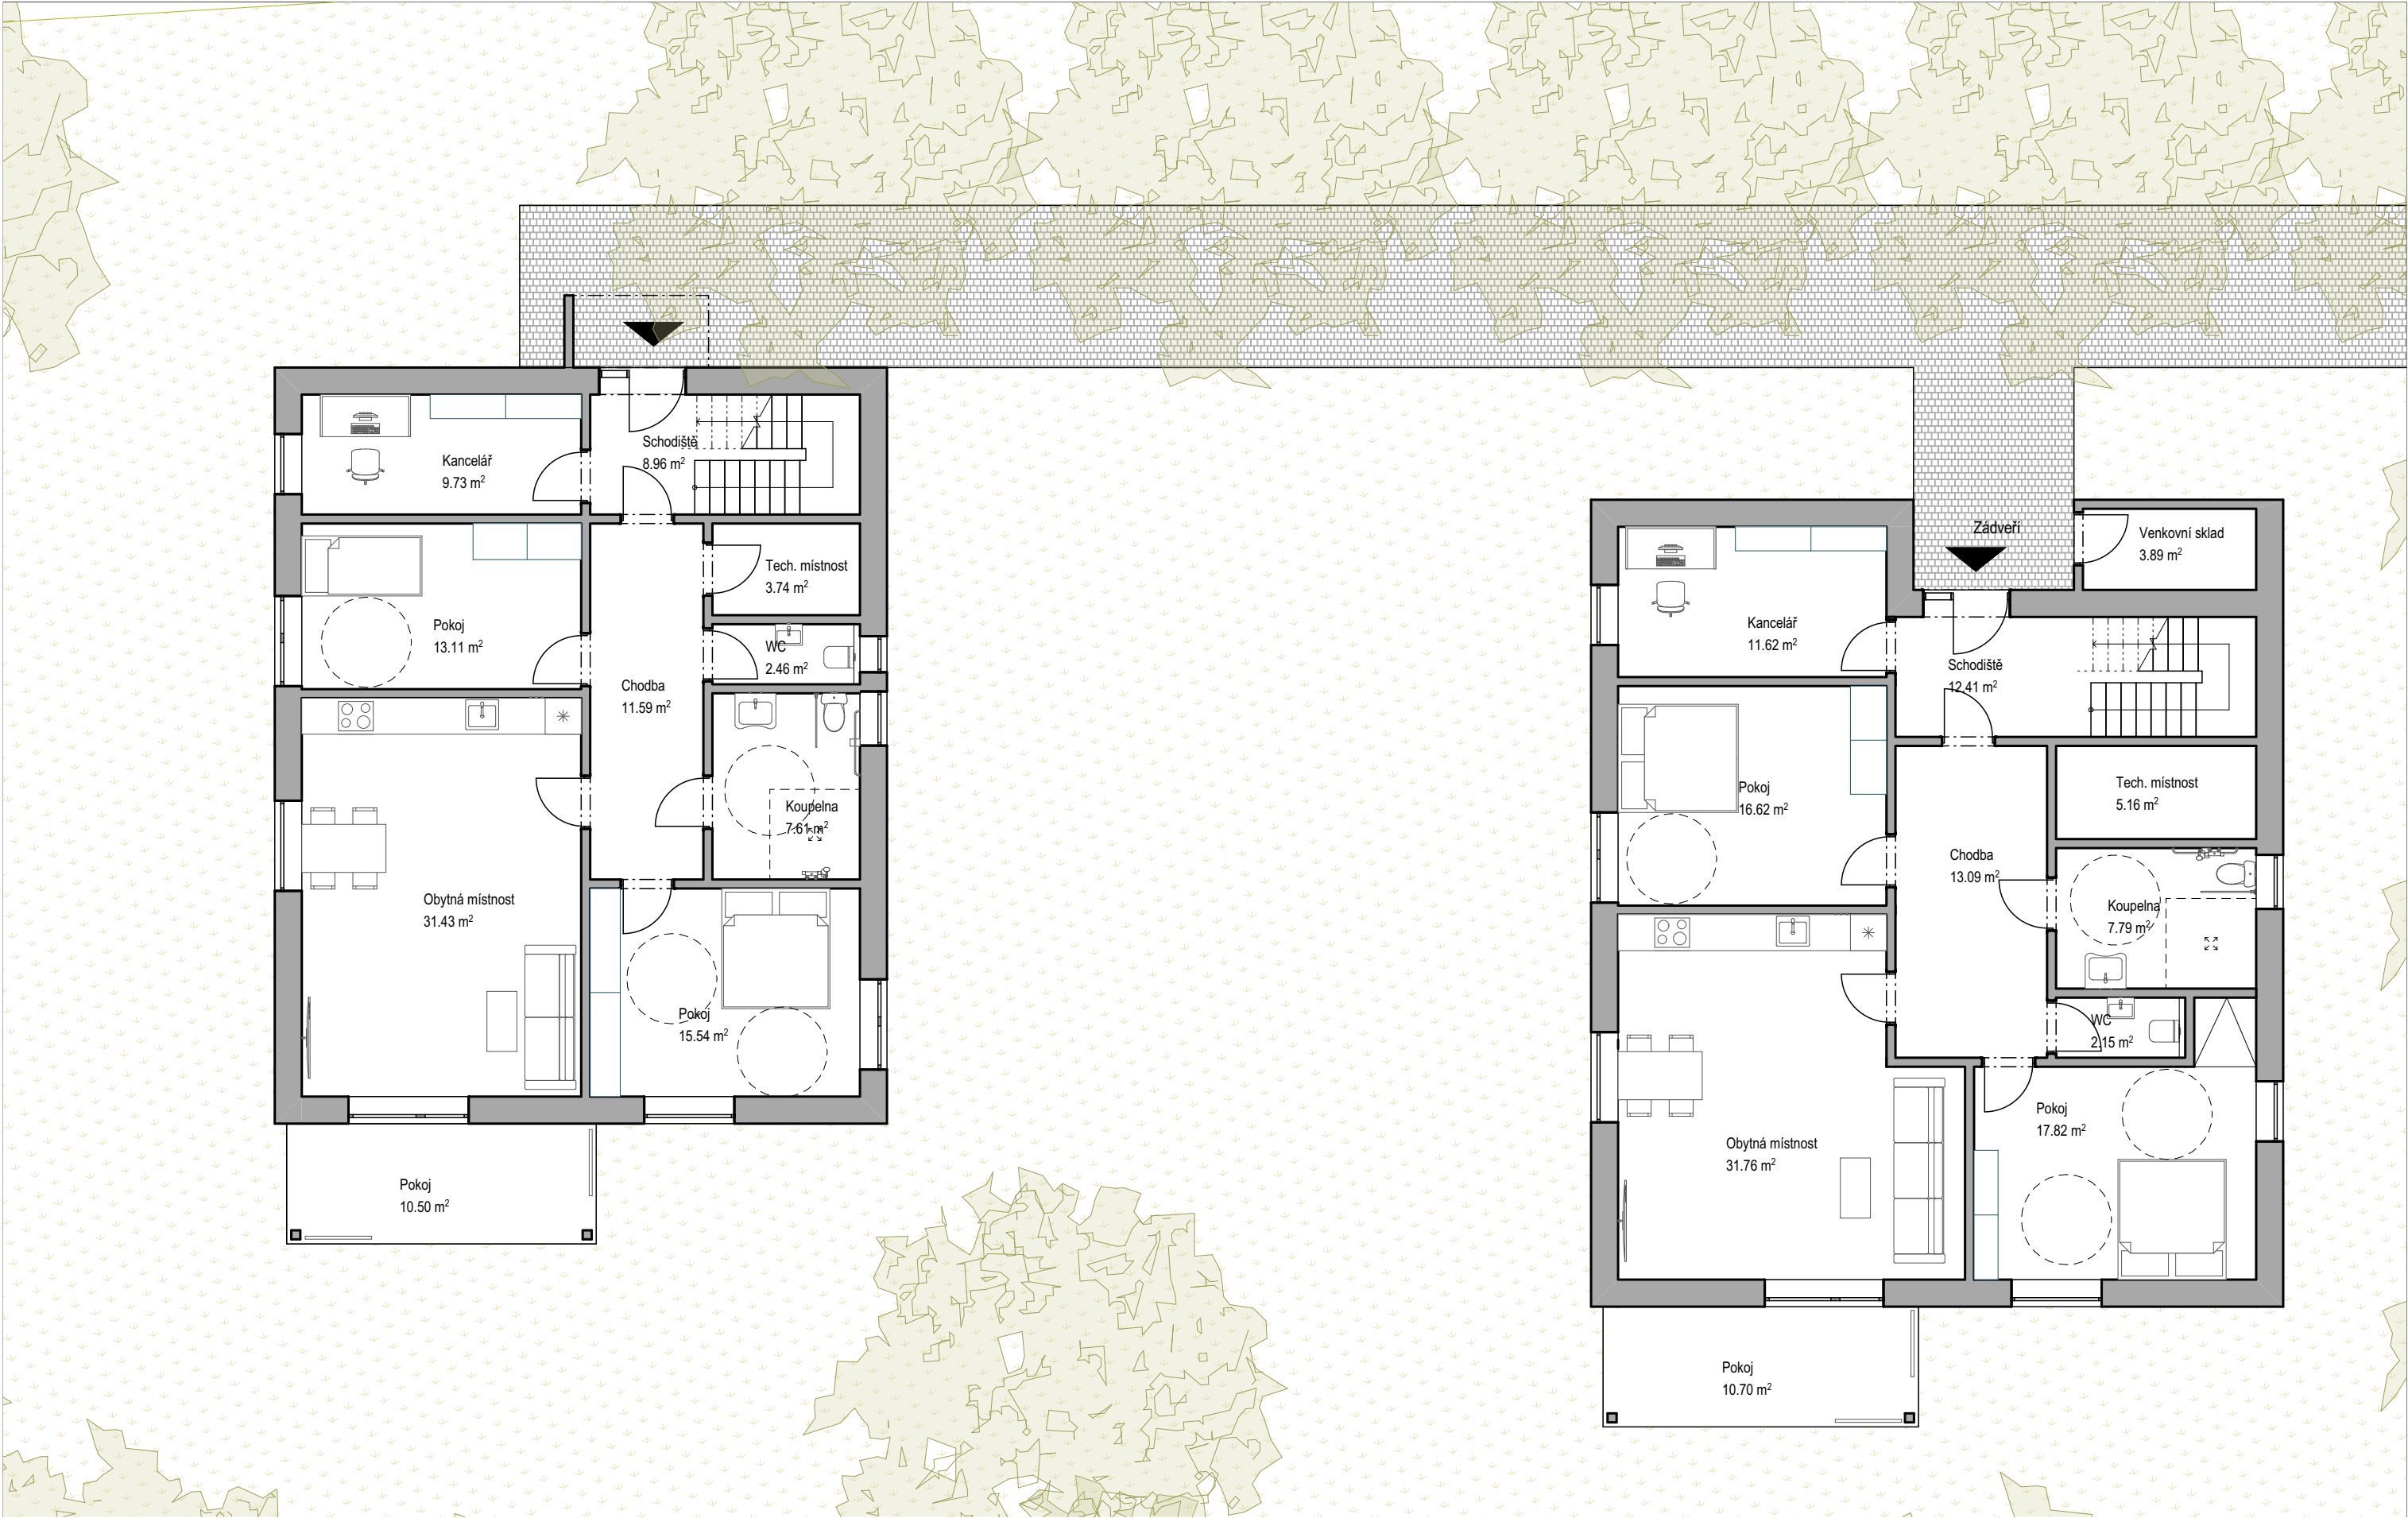 Schodiště
8.96 m²
Kancelář
9.73 m²
Tech. místnost
3.74 m²
Pokoj
13.11 m²
WC
2.46 m²
Chodba
11.59 m²
Koupelna
7.61 m²
Obytná místnost
31.43 m²
Pokoj
15.54 m²
Pokoj
10.50 m²
Zádveří
Venkovní sklad
3.89 m²
Kancelář
11.62 m²
Schodiště
12.41 m²
Pokoj
16.62 m²
Tech. místnost
5.16 m²
Chodba
13.09 m²
Koupelna
7.79 m²
WC
2.15 m²
Pokoj
17.82 m²
Obytná místnost
31.76 m²
Pokoj
10.70 m²